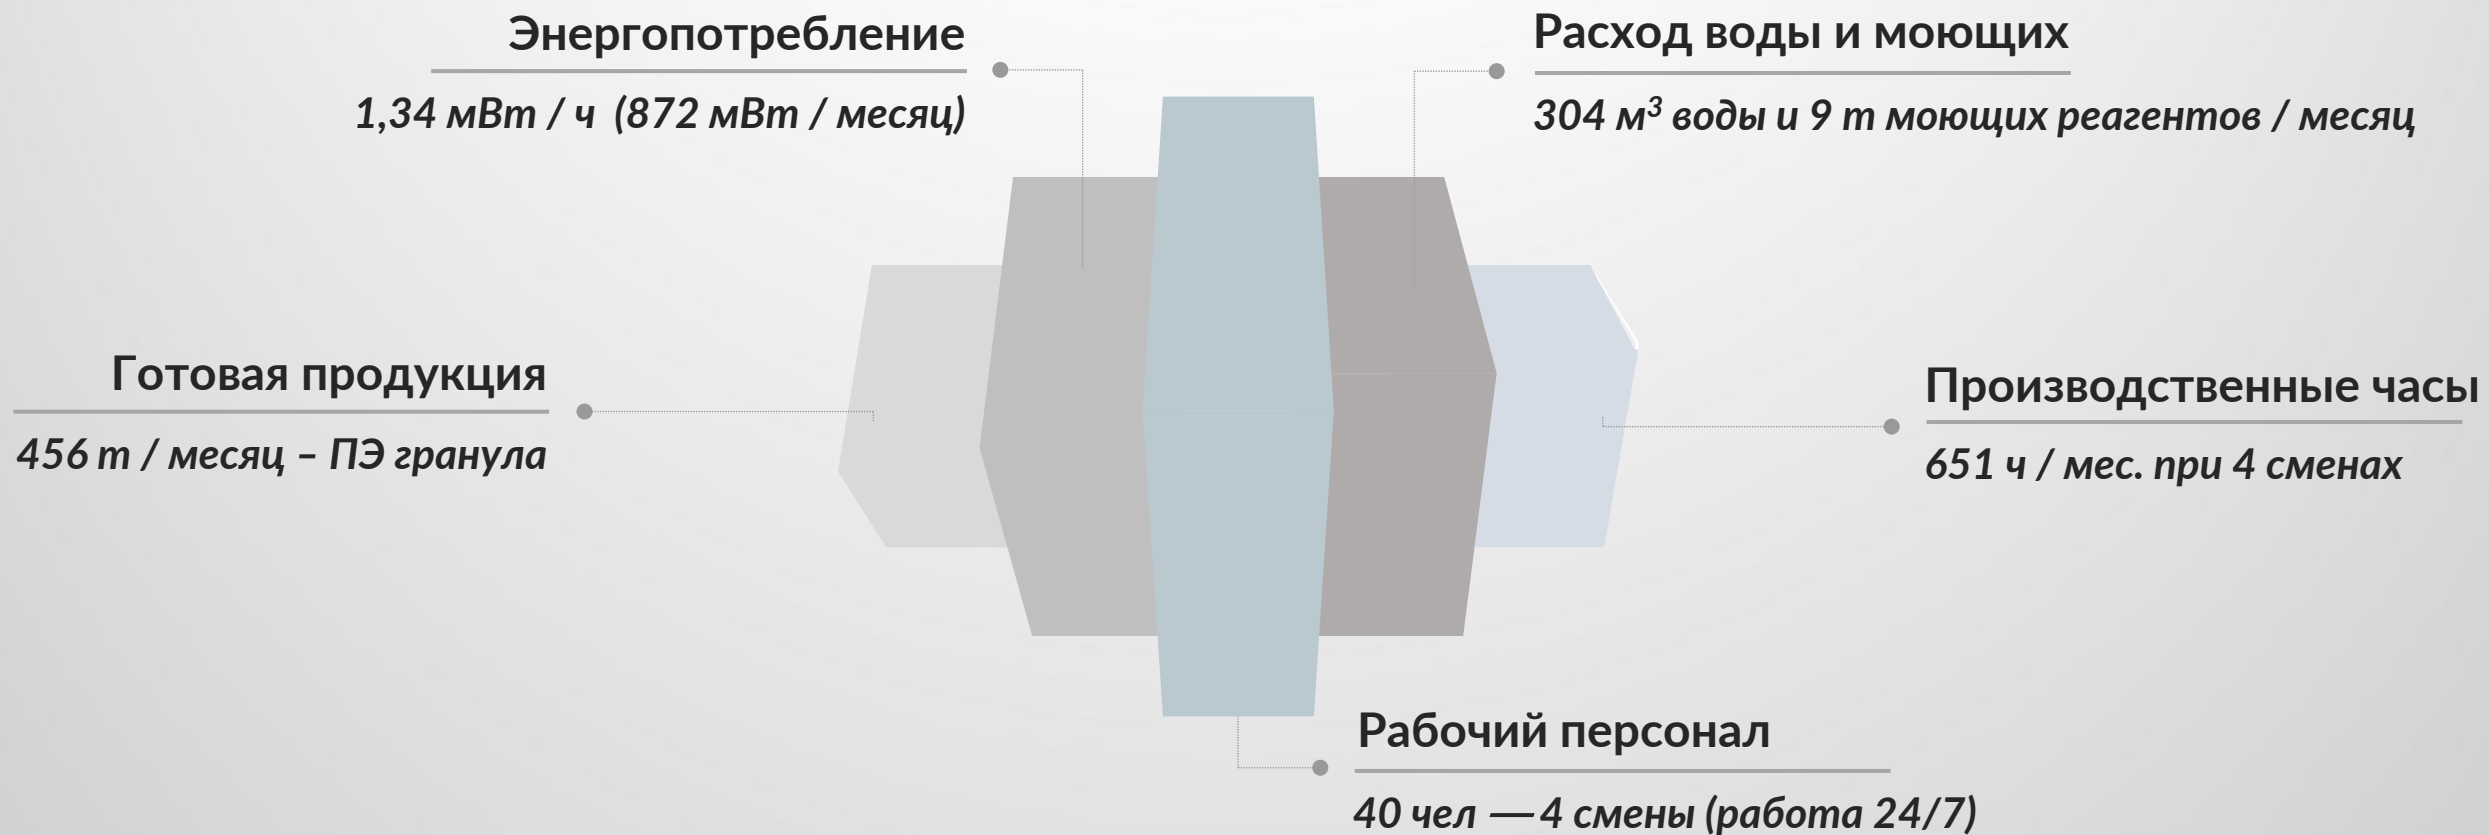 Энергопотребление
1,34 мВт / ч (872 мВт / месяц)
Расход воды и моющих
304 м³ воды и 9 т моющих реагентов / месяц
Готовая продукция
456 т / месяц – ПЭ гранула
Производственные часы
651 ч / мес. при 4 сменах
Рабочий персонал
40 чел — 4 смены (работа 24/7)